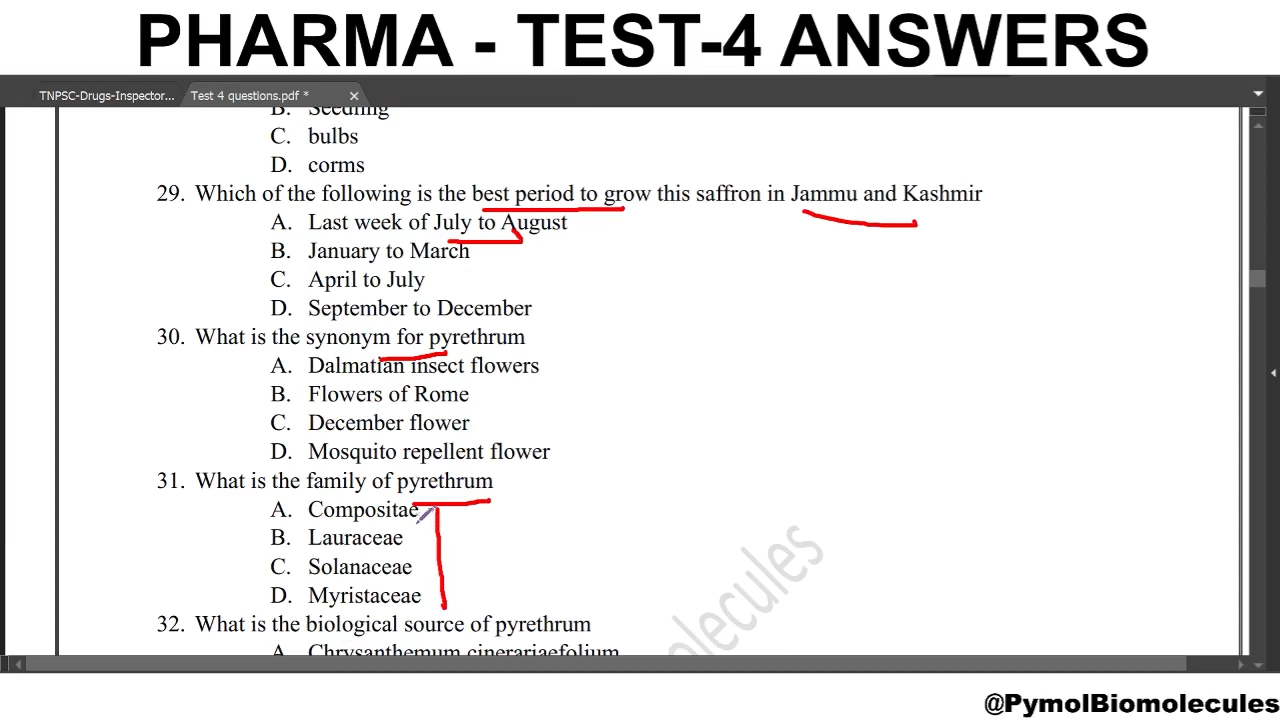 PHARMA - TEST-4 ANSWERS
TNPSC-Drugs-Inspector... Test 4 questions.pdf * ×
B. Seedling
C. bulbs
D. corms
29. Which of the following is the best period to grow this saffron in Jammu and Kashmir
A. Last week of July to August
B. January to March
C. April to July
D. September to December
30. What is the synonym for pyrethrum
A. Dalmatian insect flowers
B. Flowers of Rome
C. December flower
D. Mosquito repellent flower
31. What is the family of pyrethrum
A. Compositae
B. Lauraceae
C. Solanaceae
D. Myristaceae
32. What is the biological source of pyrethrum
A. Chrysanthemum cinerariaefolium
olecules
@PymolBiomolecules